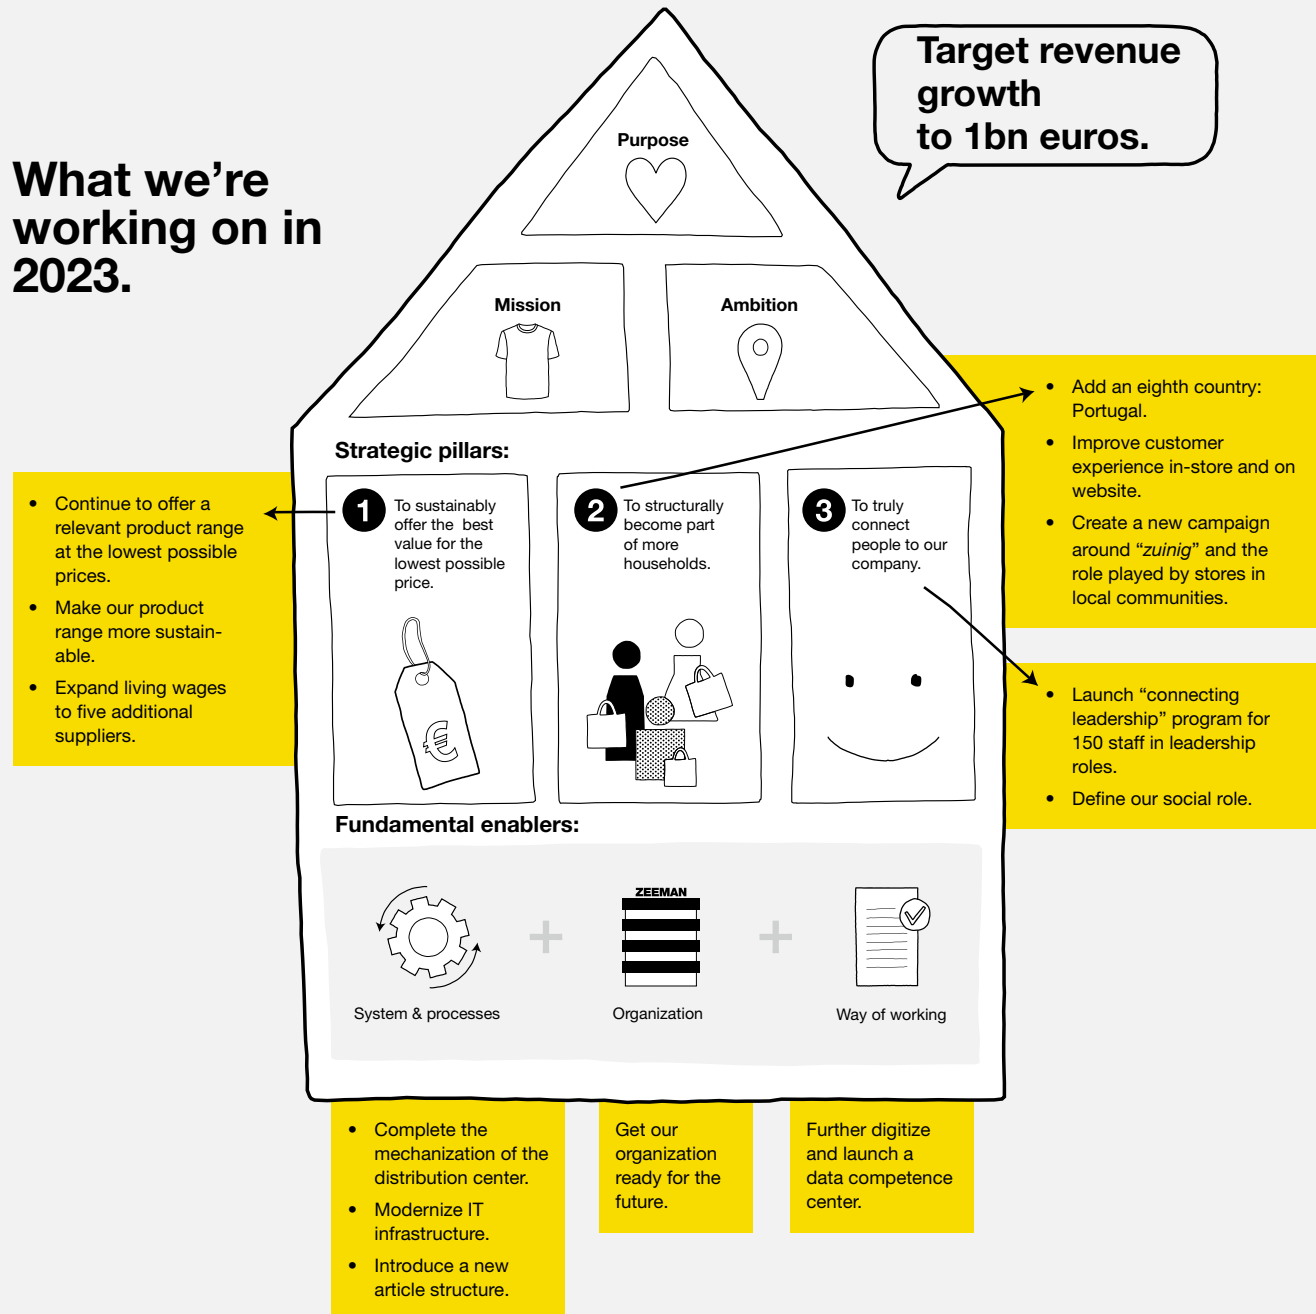 What we're
working on in
2023.
Target revenue
growth
to 1bn euros.
Purpose
Mission
Ambition
Strategic pillars:
1
To sustainably
offer the best
value for the
lowest possible
price.
2
To structurally
become part
of more
households.
3
To truly
connect
people to our
company.
• Continue to offer a
relevant product range
at the lowest possible
prices.
• Make our product
range more sustain-
able.
• Expand living wages
to five additional
suppliers.
• Add an eighth country:
Portugal.
• Improve customer
experience in-store and on
website.
• Create a new campaign
around “zuinig” and the
role played by stores in
local communities.
• Launch “connecting
leadership” program for
150 staff in leadership
roles.
• Define our social role.
€
Fundamental enablers:
ZEEMAN
+
+
System & processes
Organization
Way of working
• Complete the
mechanization of the
distribution center.
• Modernize IT
infrastructure.
• Introduce a new
article structure.
Get our
organization
ready for the
future.
Further digitize
and launch a
data competence
center.